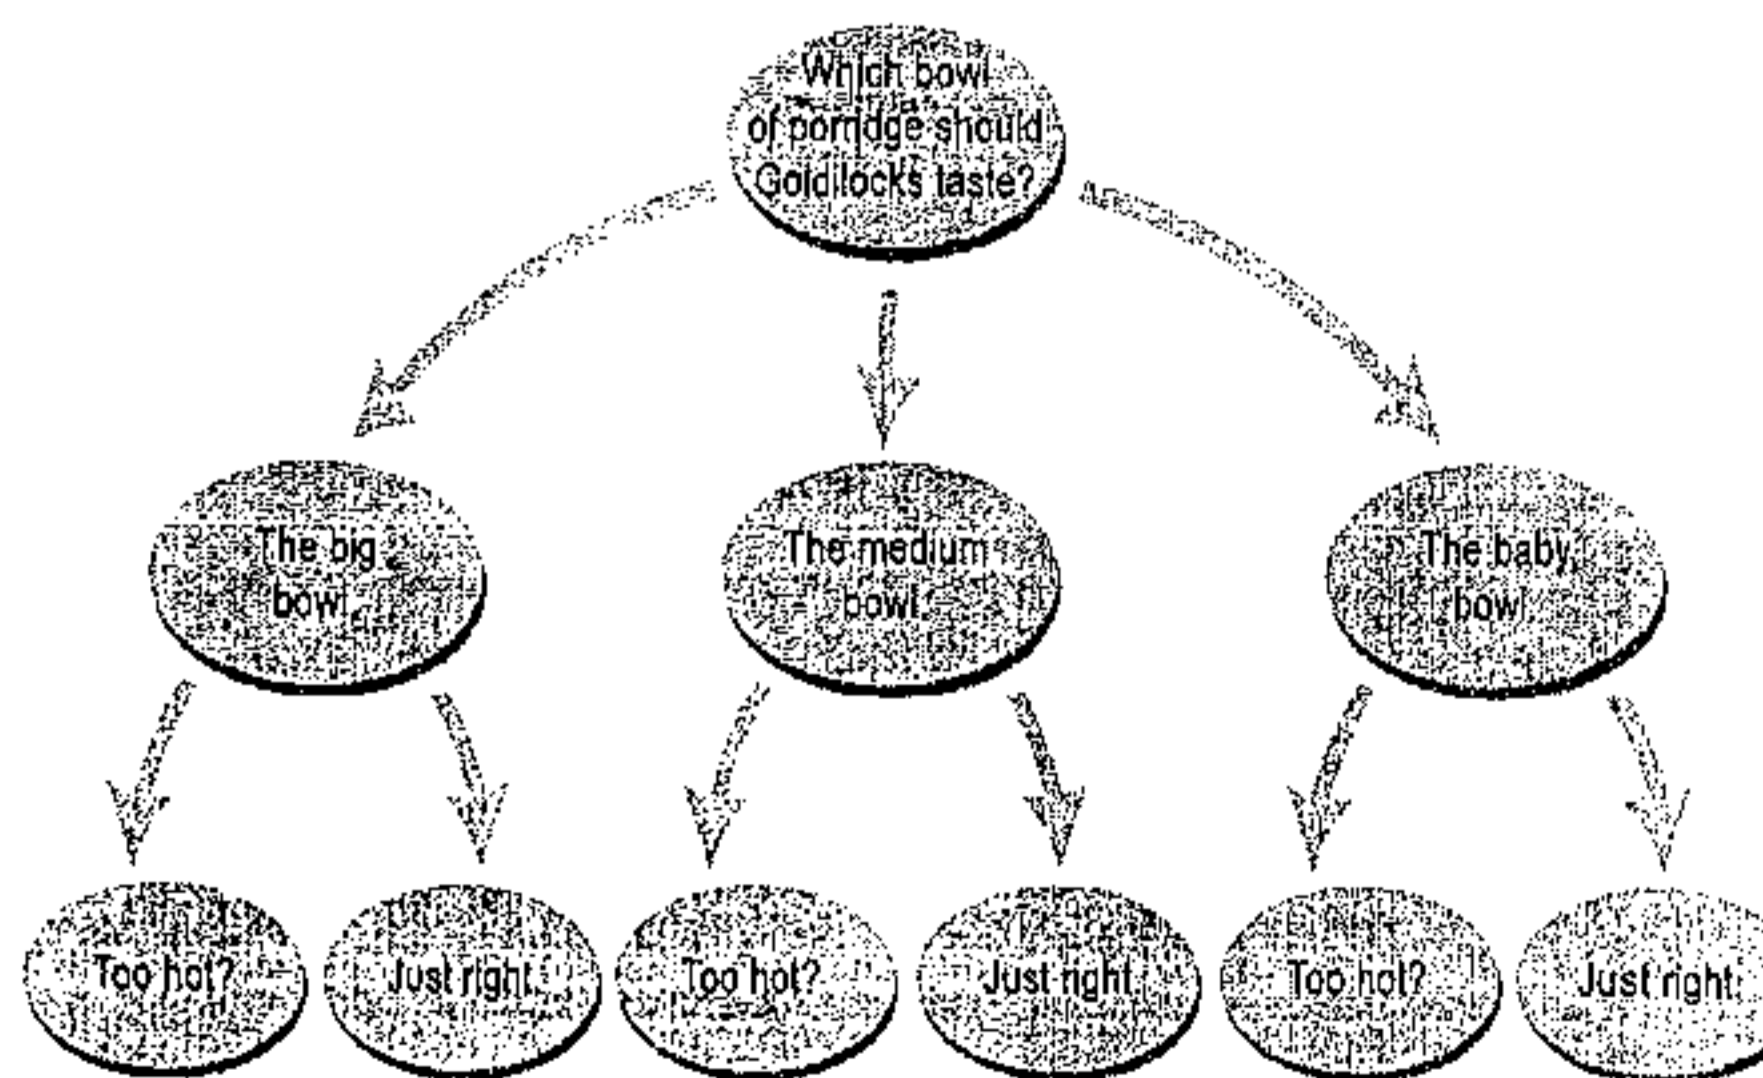 Which bowl
of porridge should
Goldilocks taste?
The big
bowl.
The medium
bowl.
The baby
bowl.
Too hot?
Just right.
Too hot?
Just right.
Too hot?
Just right.